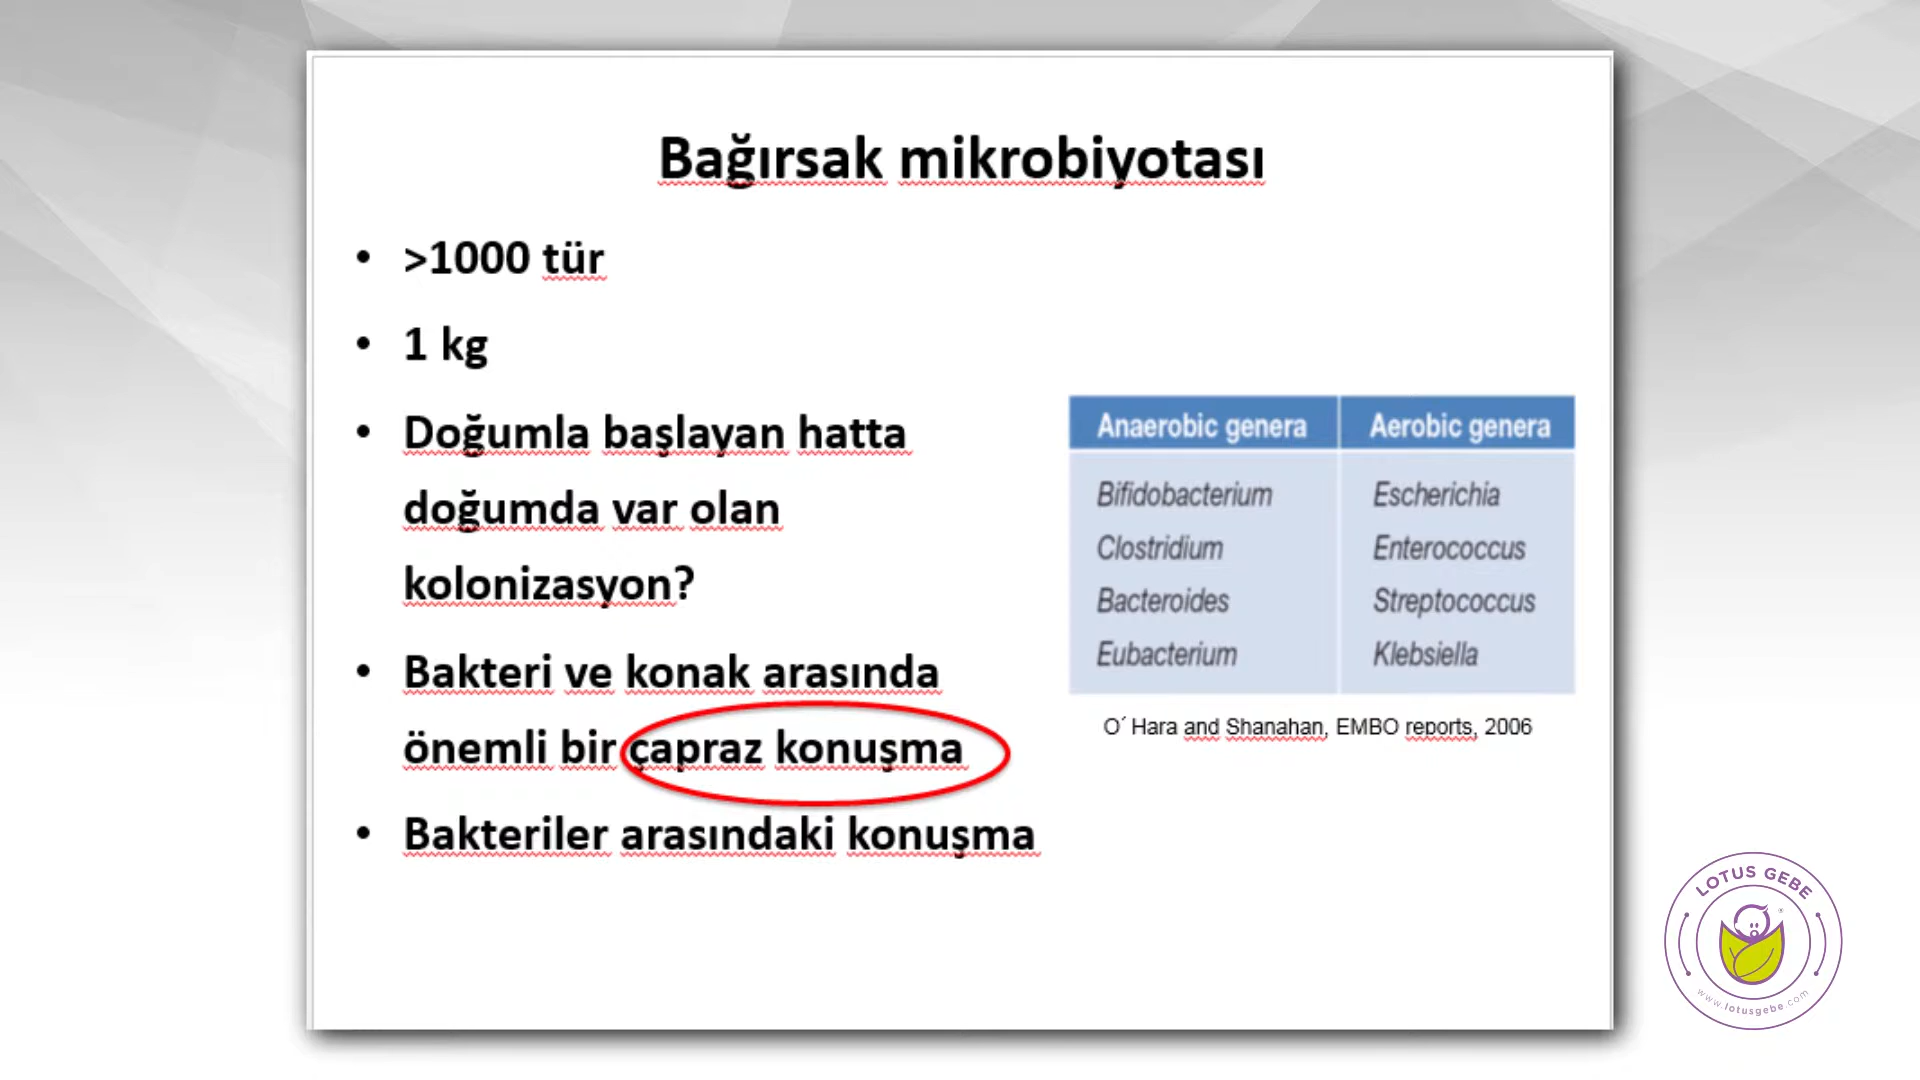 Bağırsak mikrobiyotası
• >1000 tür
• 1 kg
• Doğumla başlayan hatta
doğumda var olan
kolonizasyon?
• Bakteri ve konak arasında
önemli bir çapraz konuşma
• Bakteriler arasındaki konuşma
Anaerobic genera Aerobic genera
Bifidobacterium Escherichia
Clostridium Enterococcus
Bacteroides Streptococcus
Eubacterium Klebsiella
O´ Hara and Shanahan, EMBO reports, 2006
LOTUS GEBE
®
www.lotusgebe.com